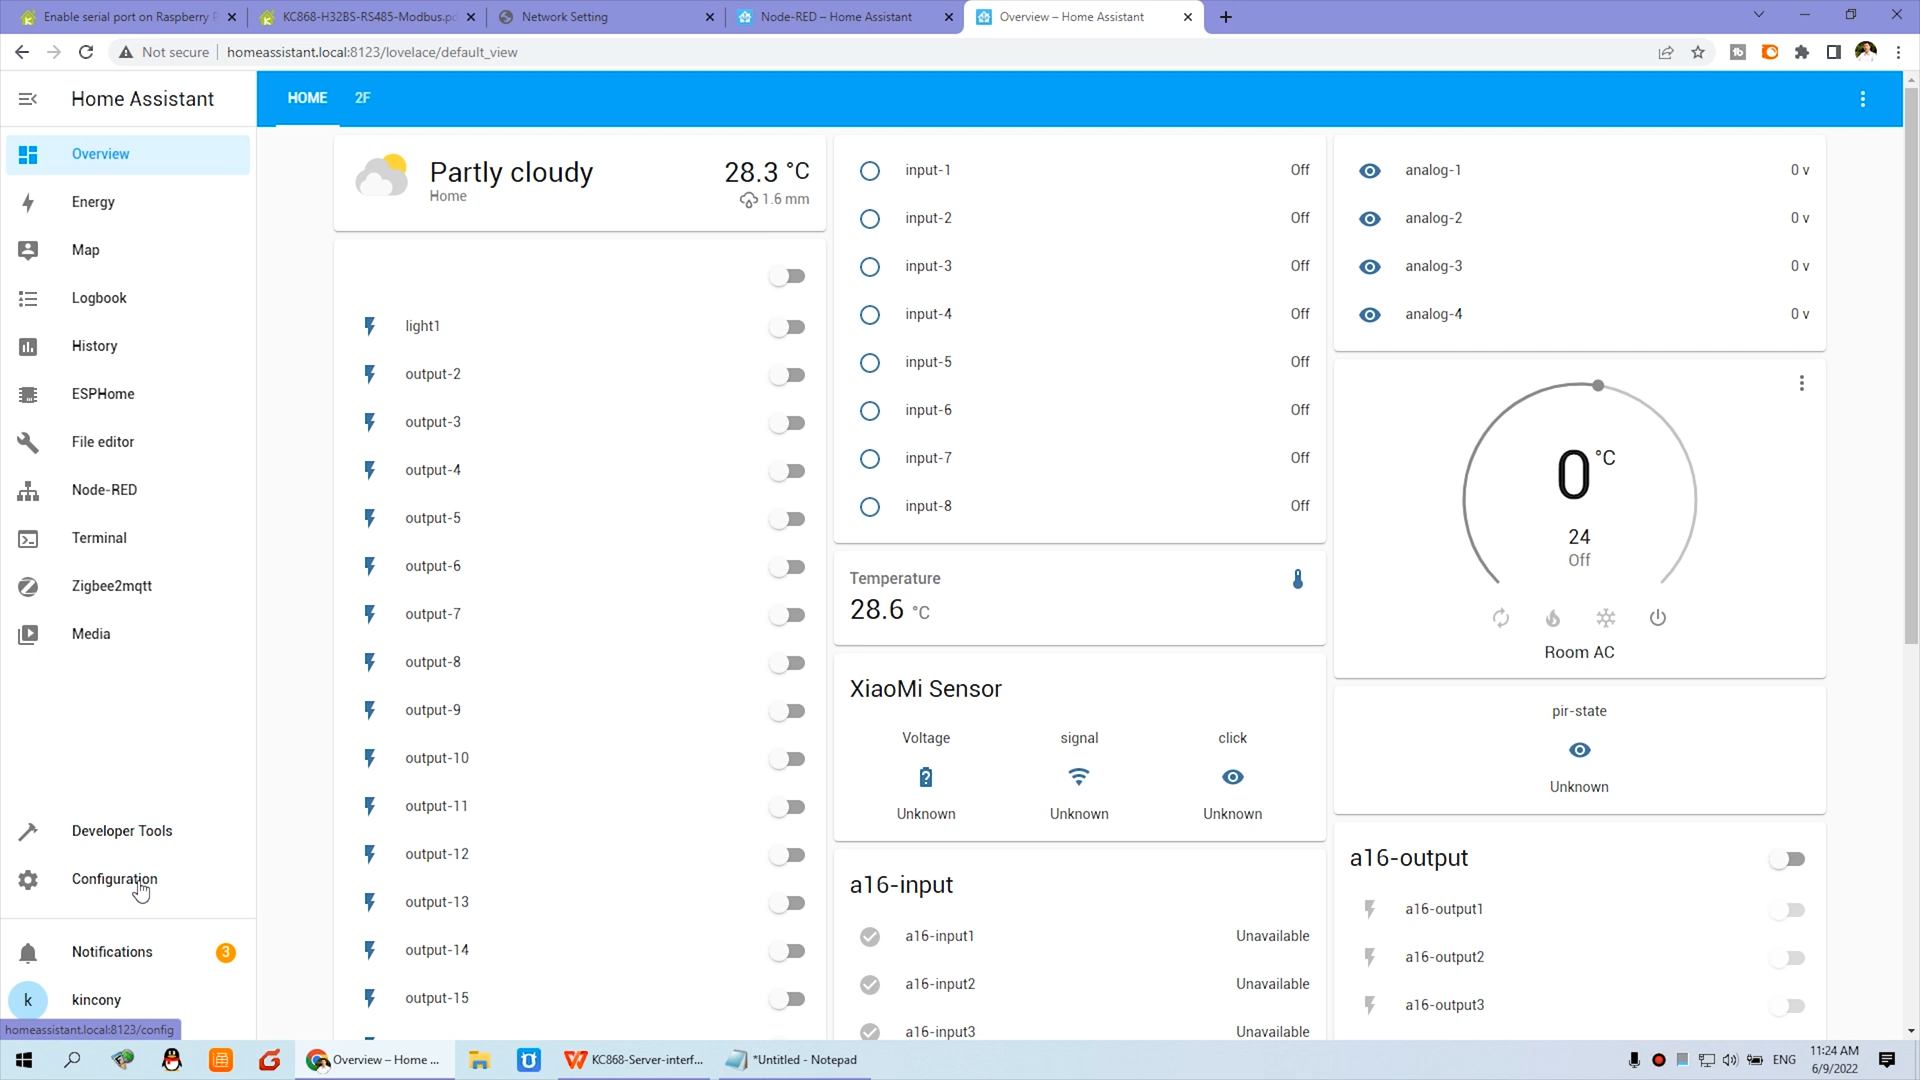 Enable serial port on Raspberry P
KC868-H32BS-RS485-Modbus.pd
Network Setting
Node-RED – Home Assistant
Overview – Home Assistant
Not secure
homeassistant.local:8123/lovelace/default_view
Home Assistant
HOME
2F
Overview
Energy
Map
Logbook
History
ESPHome
File editor
Node-RED
Terminal
Zigbee2mqtt
Media
Developer Tools
Configuration
Notifications
3
k
kincony
homeassistant.local:8123/config
Partly cloudy
Home
28.3 °C
1.6 mm
light1
output-2
output-3
output-4
output-5
output-6
output-7
output-8
output-9
output-10
output-11
output-12
output-13
output-14
output-15
input-1 Off
input-2 Off
input-3 Off
input-4 Off
input-5 Off
input-6 Off
input-7 Off
input-8 Off
Temperature
28.6 °C
XiaoMi Sensor
Voltage signal click
Unknown Unknown Unknown
a16-input
a16-input1 Unavailable
a16-input2 Unavailable
a16-input3 Unavailable
analog-1 0 v
analog-2 0 v
analog-3 0 v
analog-4 0 v
0 °C
24
Off
Room AC
pir-state
Unknown
a16-output
a16-output1
a16-output2
a16-output3
Overview – Home ...
KC868-Server-interf...
*Untitled - Notepad
ENG
11:24 AM
6/9/2022